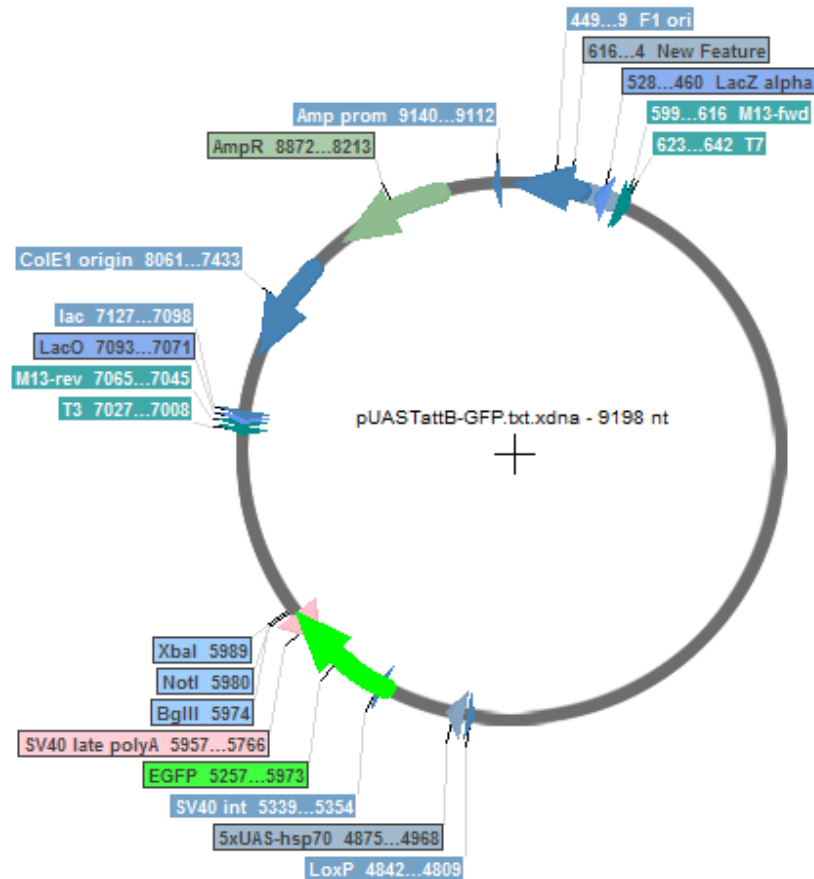 449...9 F1 ori
616...4 New Feature
528...460 LacZ alpha
Amp prom 9140...9112
599...616 M13-fwd
AmpR 8872...8213
623...642 T7
ColE1 origin 8061...7433
lac 7127...7098
LacO 7093...7071
M13-rev 7065...7045
T3 7027...7008
pUASTattB-GFP.txt.xdna - 9198 nt
XbaI 5989
NotI 5980
BglII 5974
SV40 late polyA 5957...5766
EGFP 5257...5973
SV40 int 5339...5354
5xUAS-hsp70 4875...4968
LoxP 4842...4809